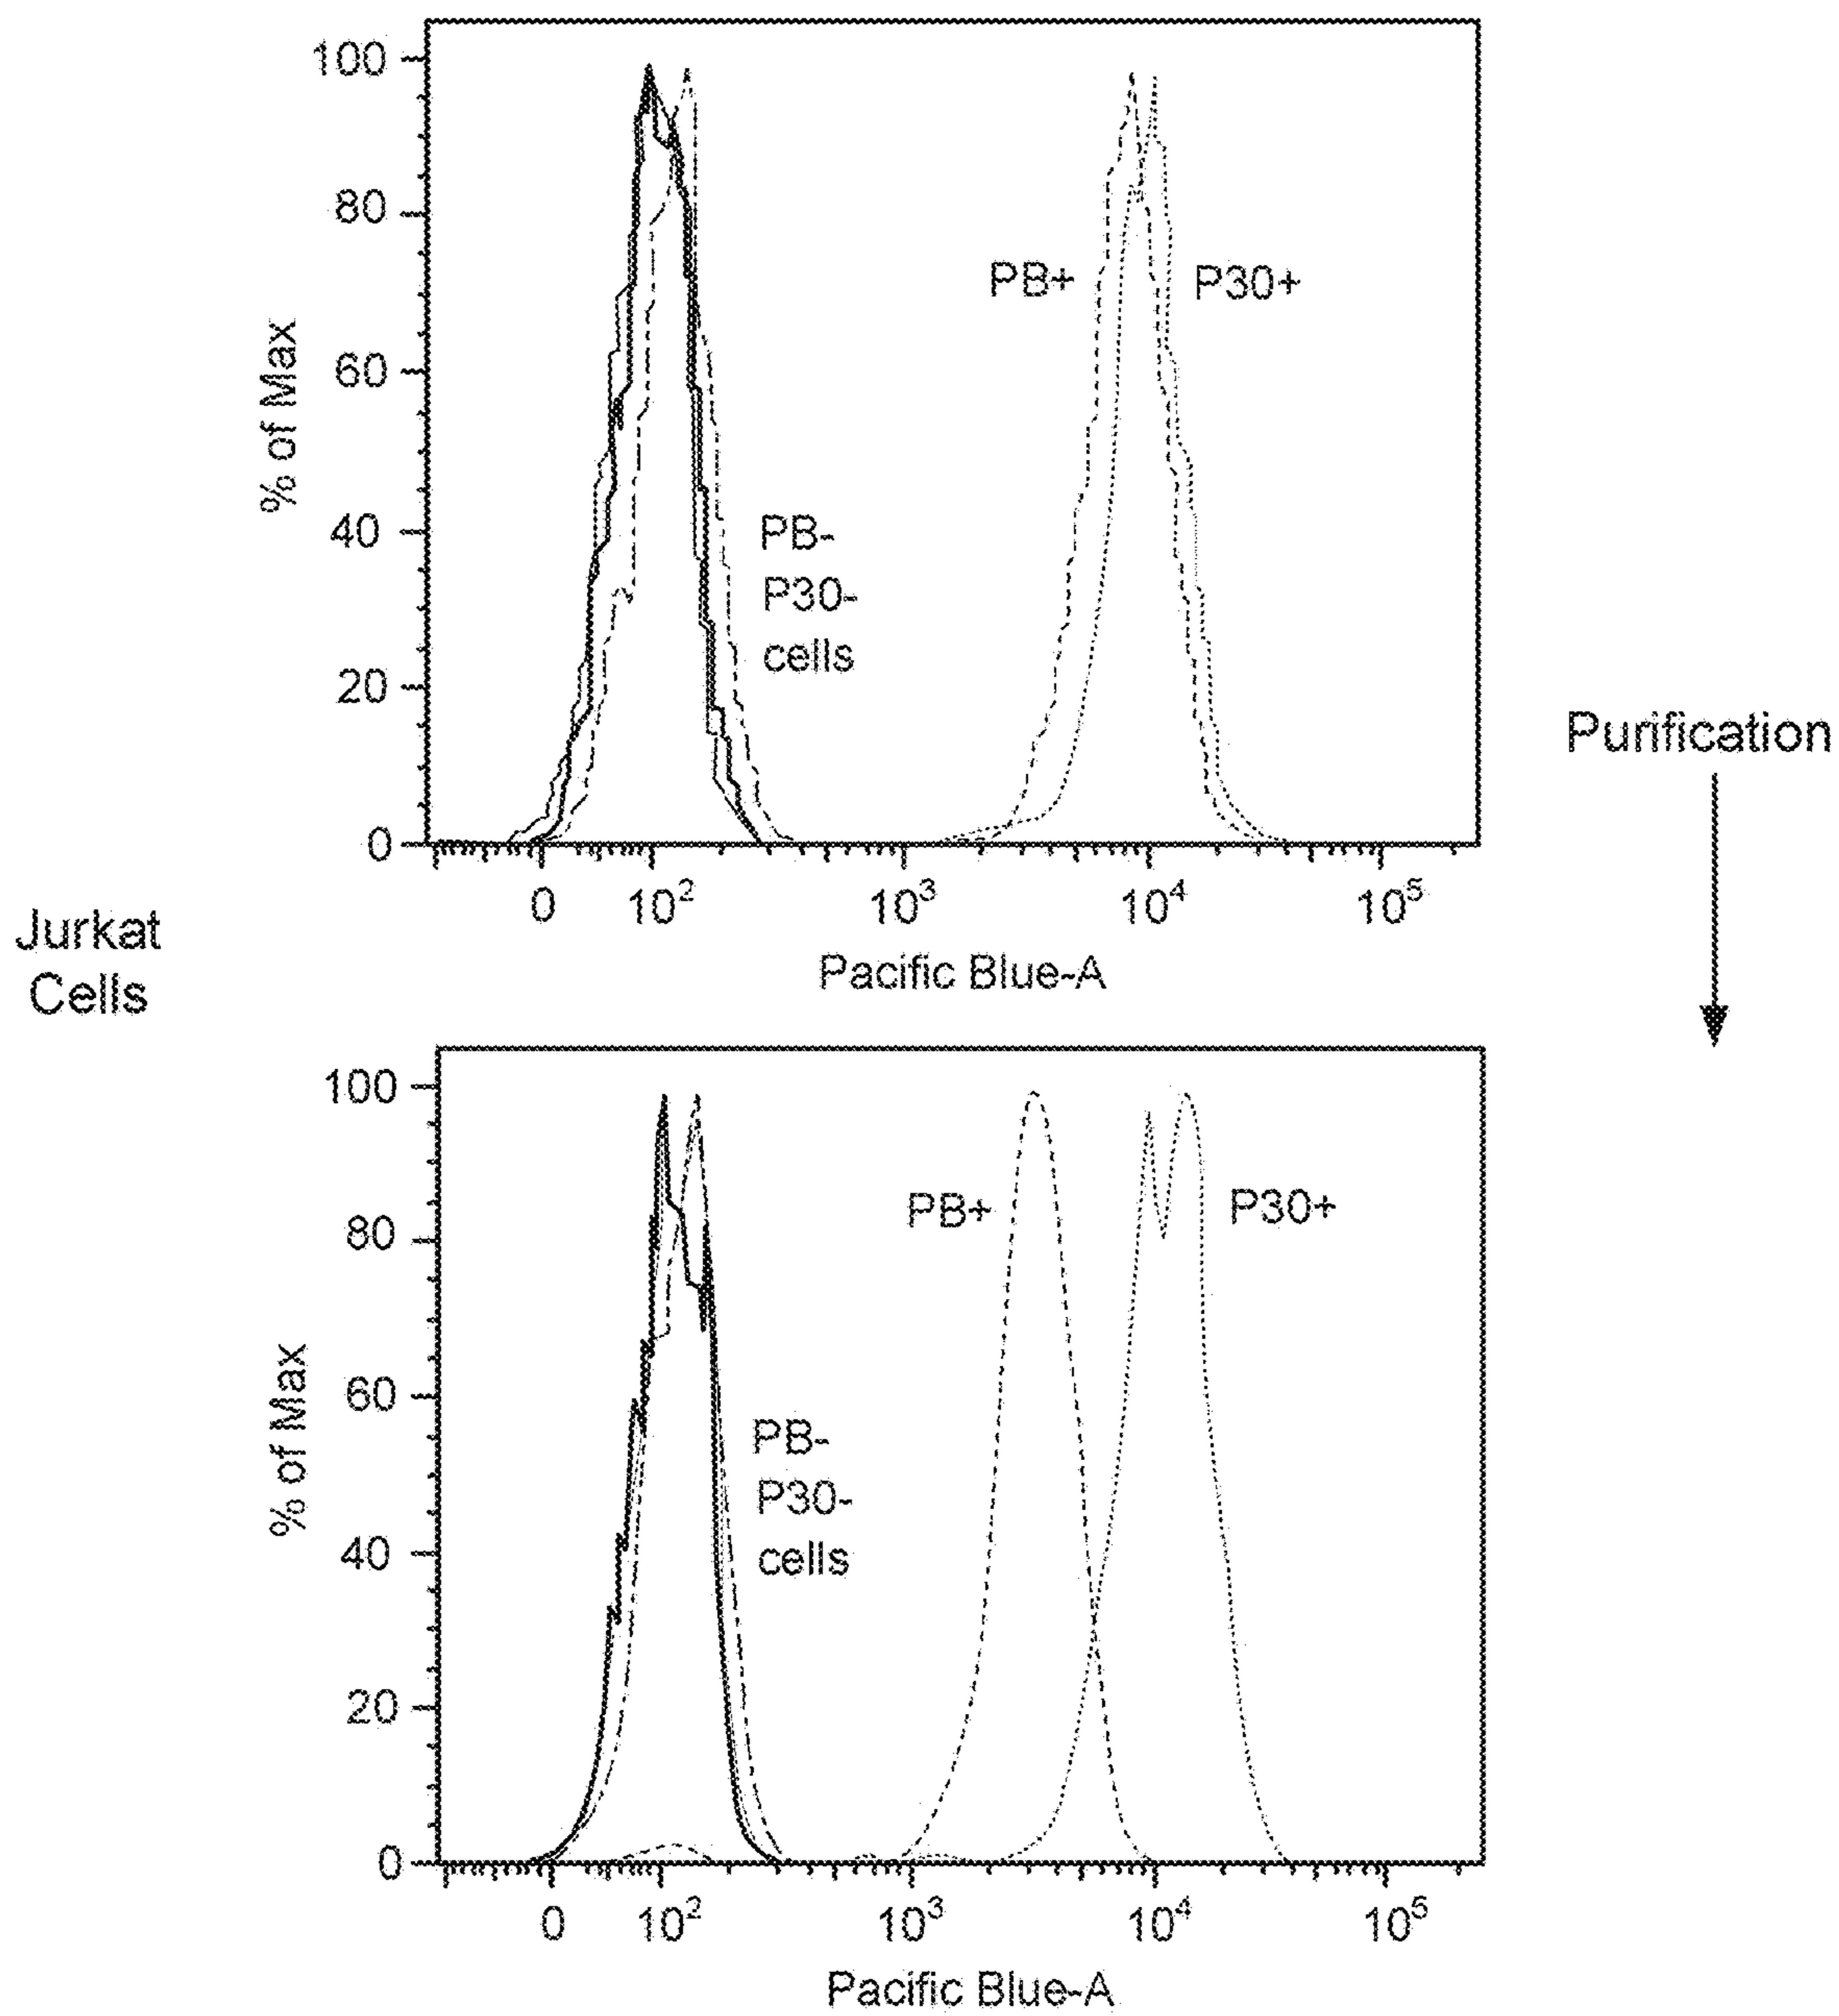 100
80
60
40
20
0
% of Max
PB+
P30+
PB-
P30-
cells
0 10² 10³ 10⁴ 10⁵
Pacific Blue-A
Purification
Jurkat
Cells
100
80
60
40
20
0
% of Max
PB+
P30+
PB-
P30-
cells
0 10² 10³ 10⁴ 10⁵
Pacific Blue-A